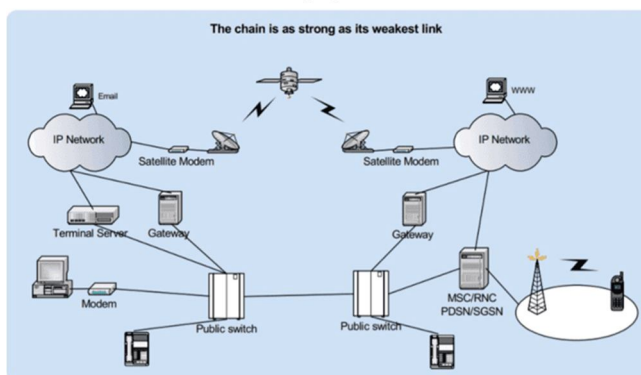 The chain is as strong as its weakest link
Email
WWW
IP Network
IP Network
Satellite Modem
Satellite Modem
Terminal Server
Gateway
Gateway
Modem
Public switch
Public switch
MSC/RNC
PDSN/SGSN